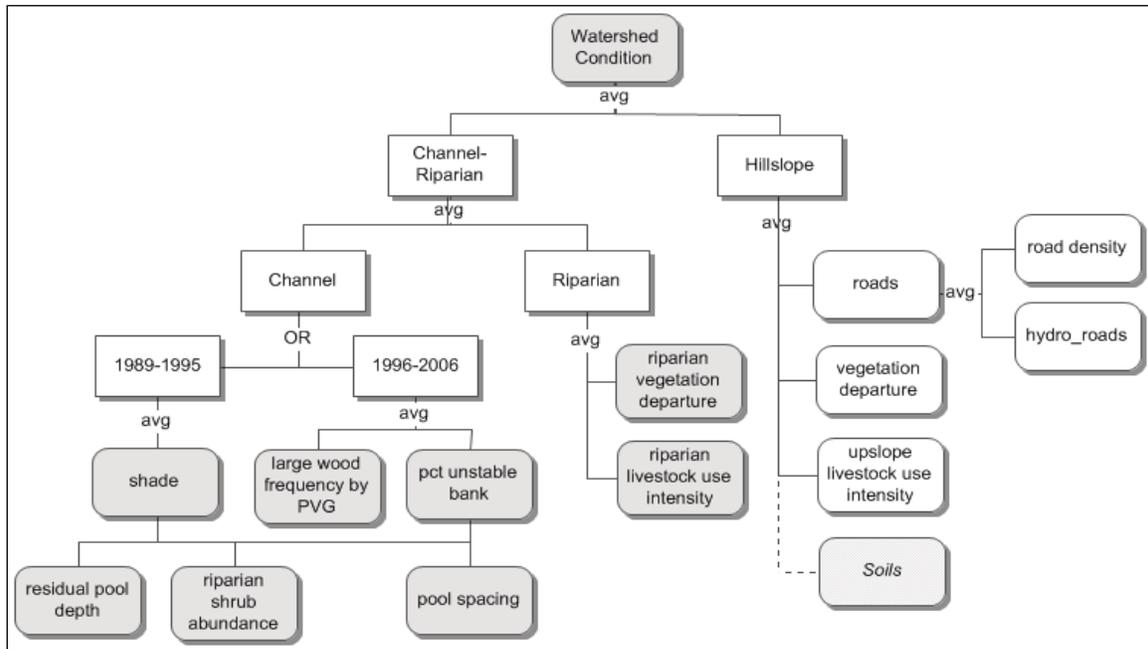 Watershed
Condition
avg
Channel-
Riparian
Hillslope
avg
avg
Channel
Riparian
roads
avg
road density
hydro_roads
OR
1989-1995
1996-2006
avg
riparian
vegetation
departure
vegetation
departure
avg
avg
shade
large wood
frequency by
PVG
pct unstable
bank
riparian
livestock use
intensity
upslope
livestock use
intensity
residual pool
depth
riparian
shrub
abundance
pool spacing
Soils